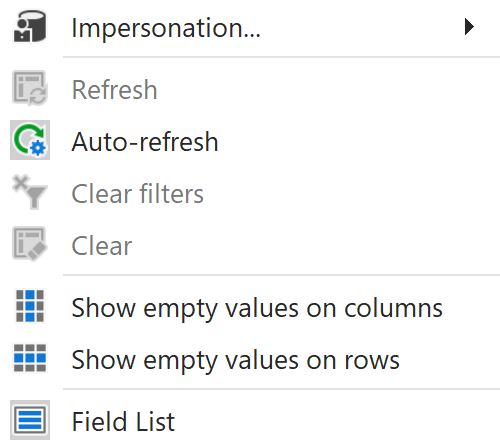 Impersonation...
Refresh
Auto-refresh
Clear filters
Clear
Show empty values on columns
Show empty values on rows
Field List